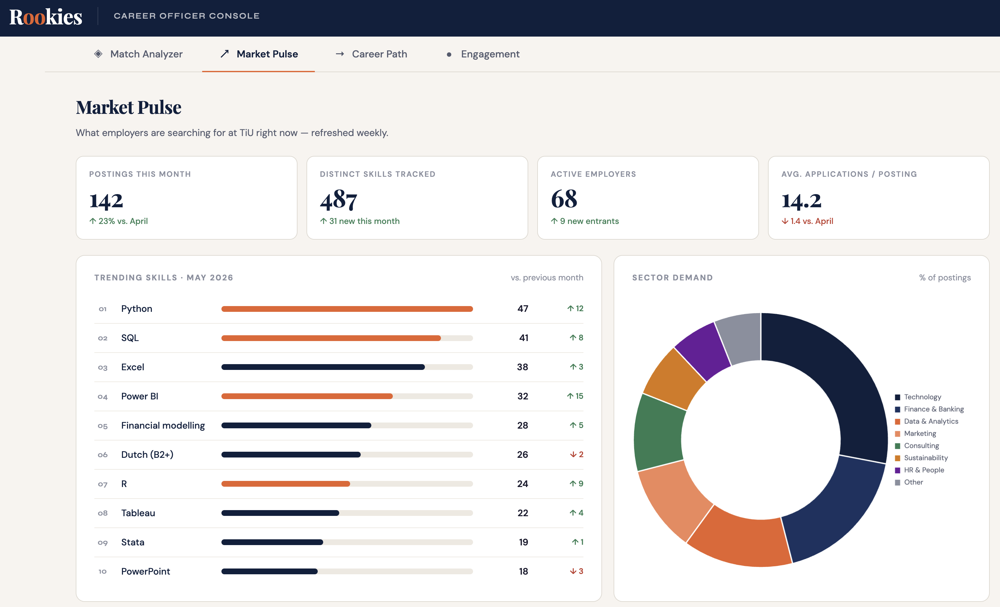 Rookies
CAREER OFFICER CONSOLE
◈ Match Analyzer
↗ Market Pulse
→ Career Path
● Engagement
Market Pulse
What employers are searching for at TiU right now — refreshed weekly.
POSTINGS THIS MONTH
142
↑ 23% vs. April
DISTINCT SKILLS TRACKED
487
↑ 31 new this month
ACTIVE EMPLOYERS
68
↑ 9 new entrants
AVG. APPLICATIONS / POSTING
14.2
↓ 1.4 vs. April
TRENDING SKILLS · MAY 2026 vs. previous month
01 Python 47 ↑ 12
02 SQL 41 ↑ 8
03 Excel 38 ↑ 3
04 Power BI 32 ↑ 15
05 Financial modelling 28 ↑ 5
06 Dutch (B2+) 26 ↓ 2
07 R 24 ↑ 9
08 Tableau 22 ↑ 4
09 Stata 19 ↑ 1
10 PowerPoint 18 ↓ 3
SECTOR DEMAND % of postings
Technology
Finance & Banking
Data & Analytics
Marketing
Consulting
Sustainability
HR & People
Other